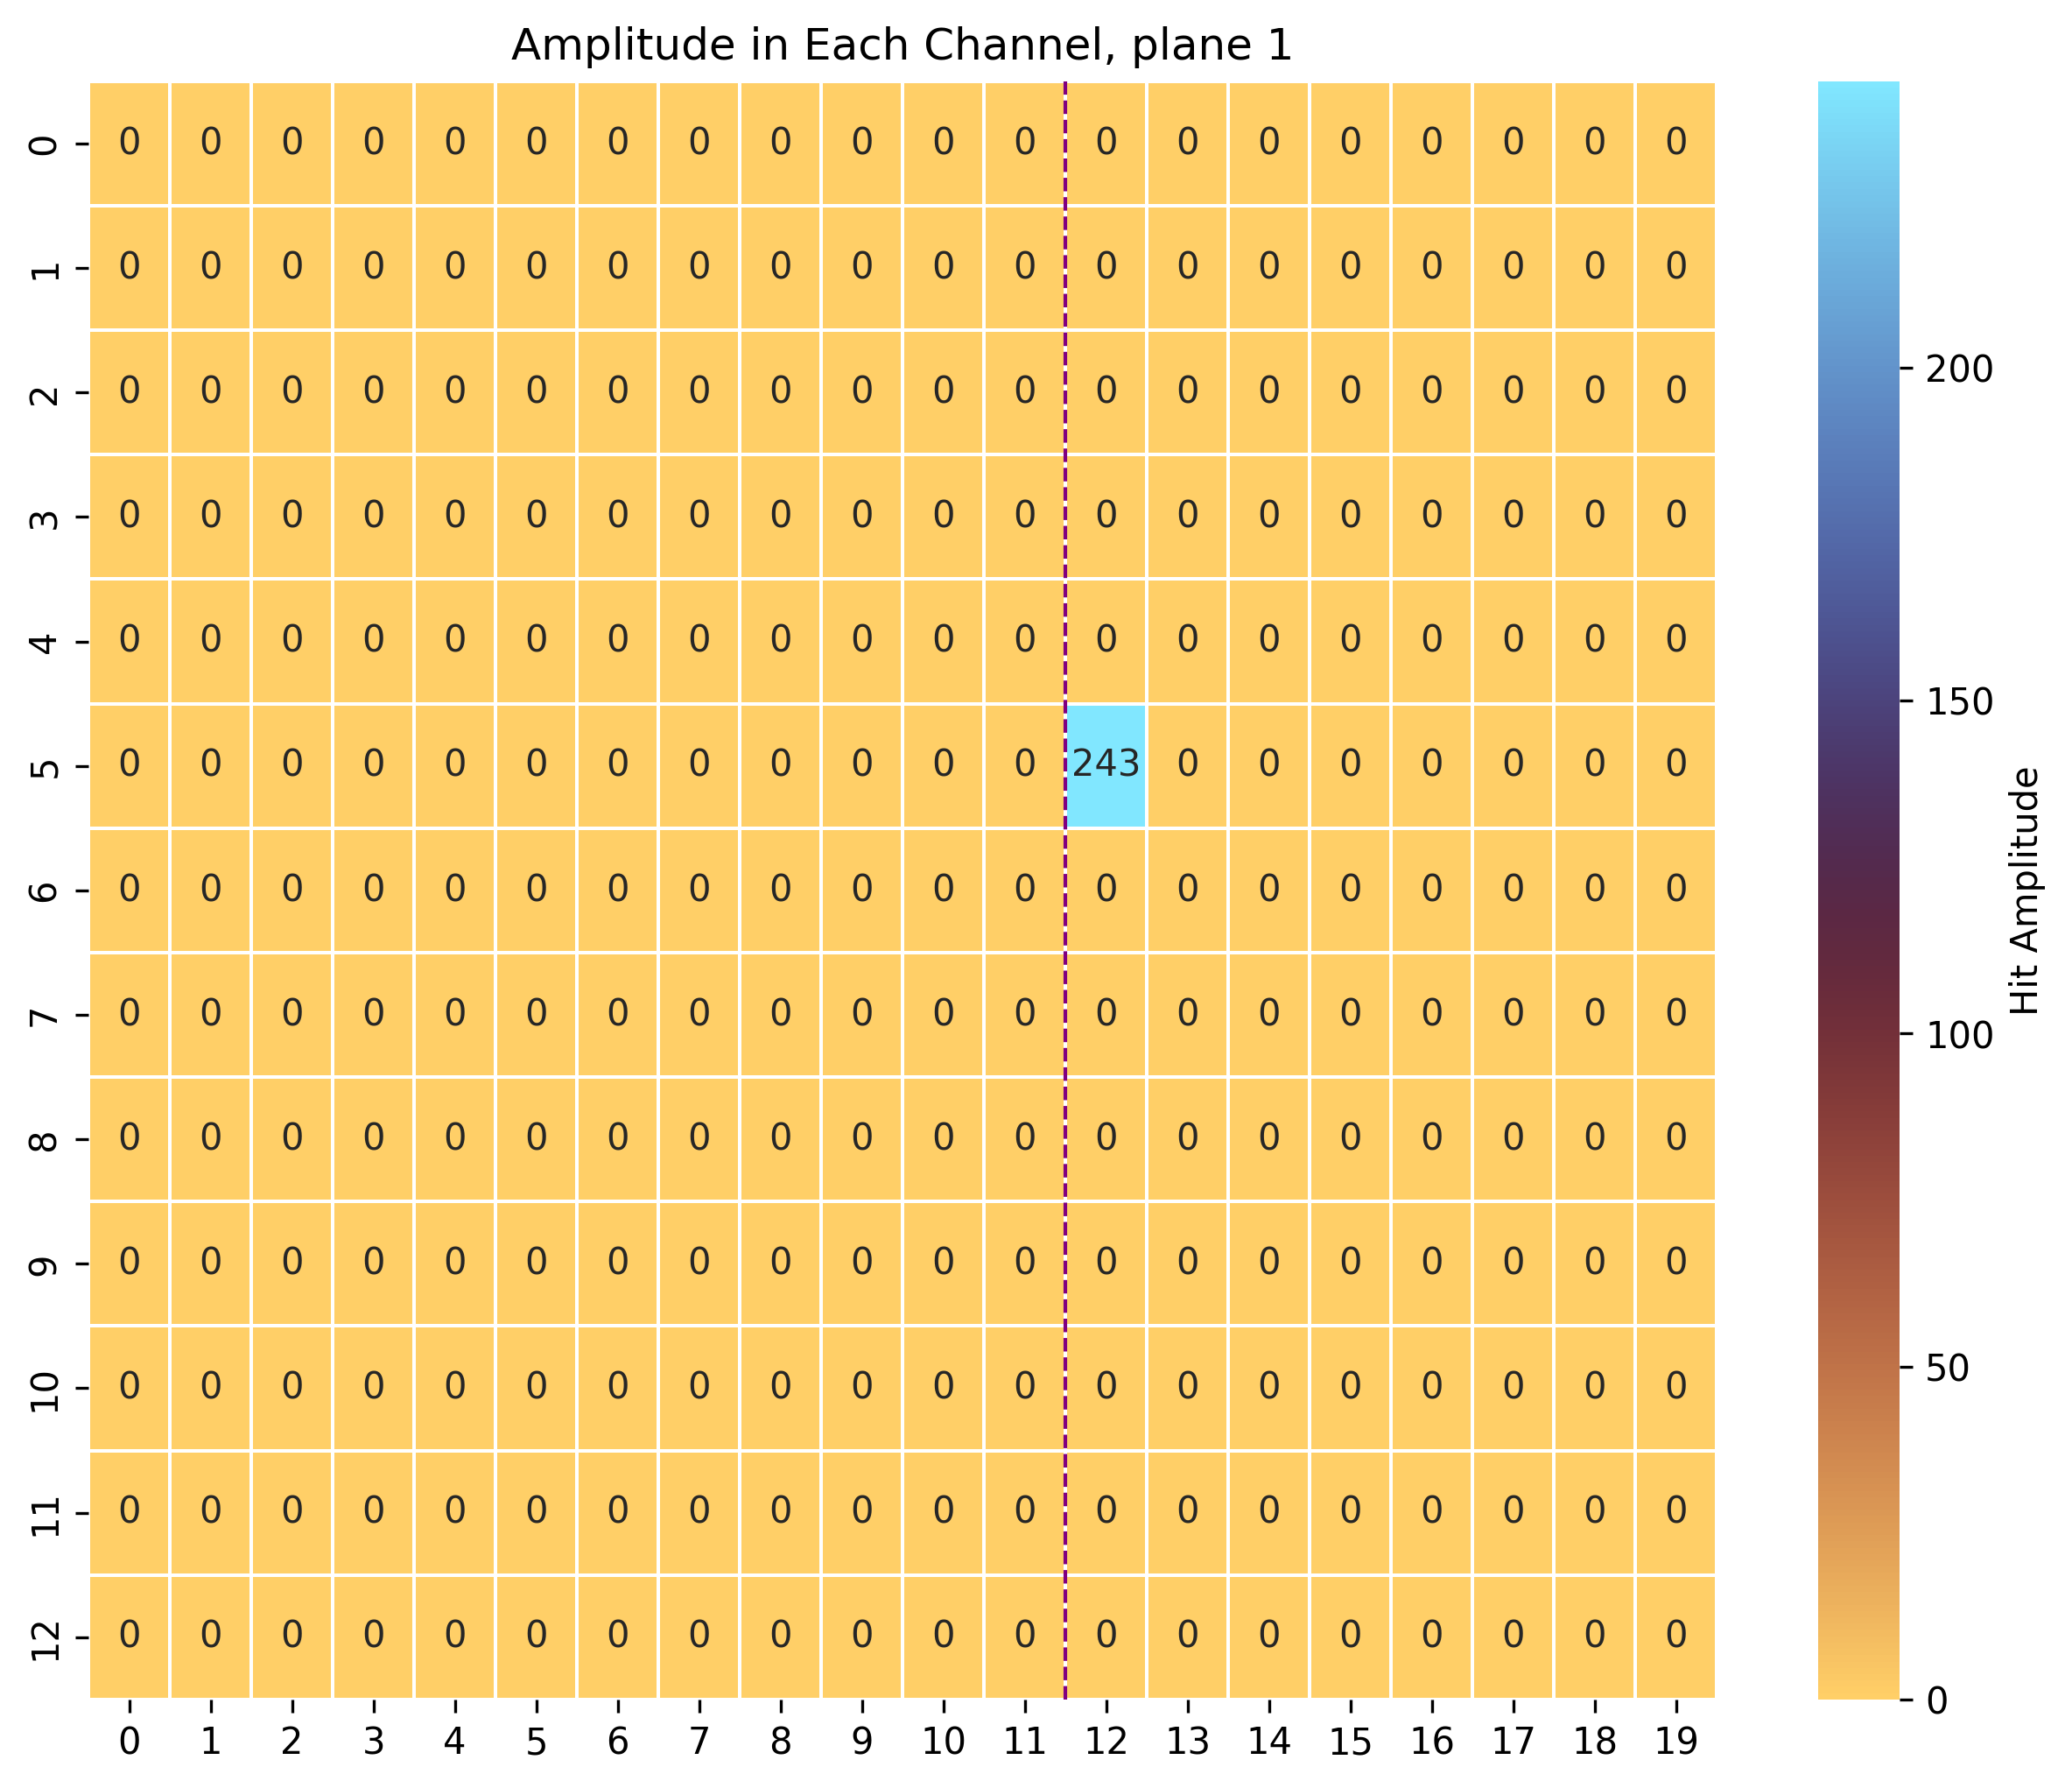 Amplitude in Each Channel, plane 1
0 0 0 0 0 0 0 0 0 0 0 0 0 0 0 0 0 0 0 0 0
1 0 0 0 0 0 0 0 0 0 0 0 0 0 0 0 0 0 0 0 0
2 0 0 0 0 0 0 0 0 0 0 0 0 0 0 0 0 0 0 0 0
3 0 0 0 0 0 0 0 0 0 0 0 0 0 0 0 0 0 0 0 0
4 0 0 0 0 0 0 0 0 0 0 0 0 0 0 0 0 0 0 0 0
5 0 0 0 0 0 0 0 0 0 0 0 0 243 0 0 0 0 0 0 0
6 0 0 0 0 0 0 0 0 0 0 0 0 0 0 0 0 0 0 0 0
7 0 0 0 0 0 0 0 0 0 0 0 0 0 0 0 0 0 0 0 0
8 0 0 0 0 0 0 0 0 0 0 0 0 0 0 0 0 0 0 0 0
9 0 0 0 0 0 0 0 0 0 0 0 0 0 0 0 0 0 0 0 0
10 0 0 0 0 0 0 0 0 0 0 0 0 0 0 0 0 0 0 0 0
11 0 0 0 0 0 0 0 0 0 0 0 0 0 0 0 0 0 0 0 0
12 0 0 0 0 0 0 0 0 0 0 0 0 0 0 0 0 0 0 0 0
0 1 2 3 4 5 6 7 8 9 10 11 12 13 14 15 16 17 18 19
200
150
100
50
0
Hit Amplitude